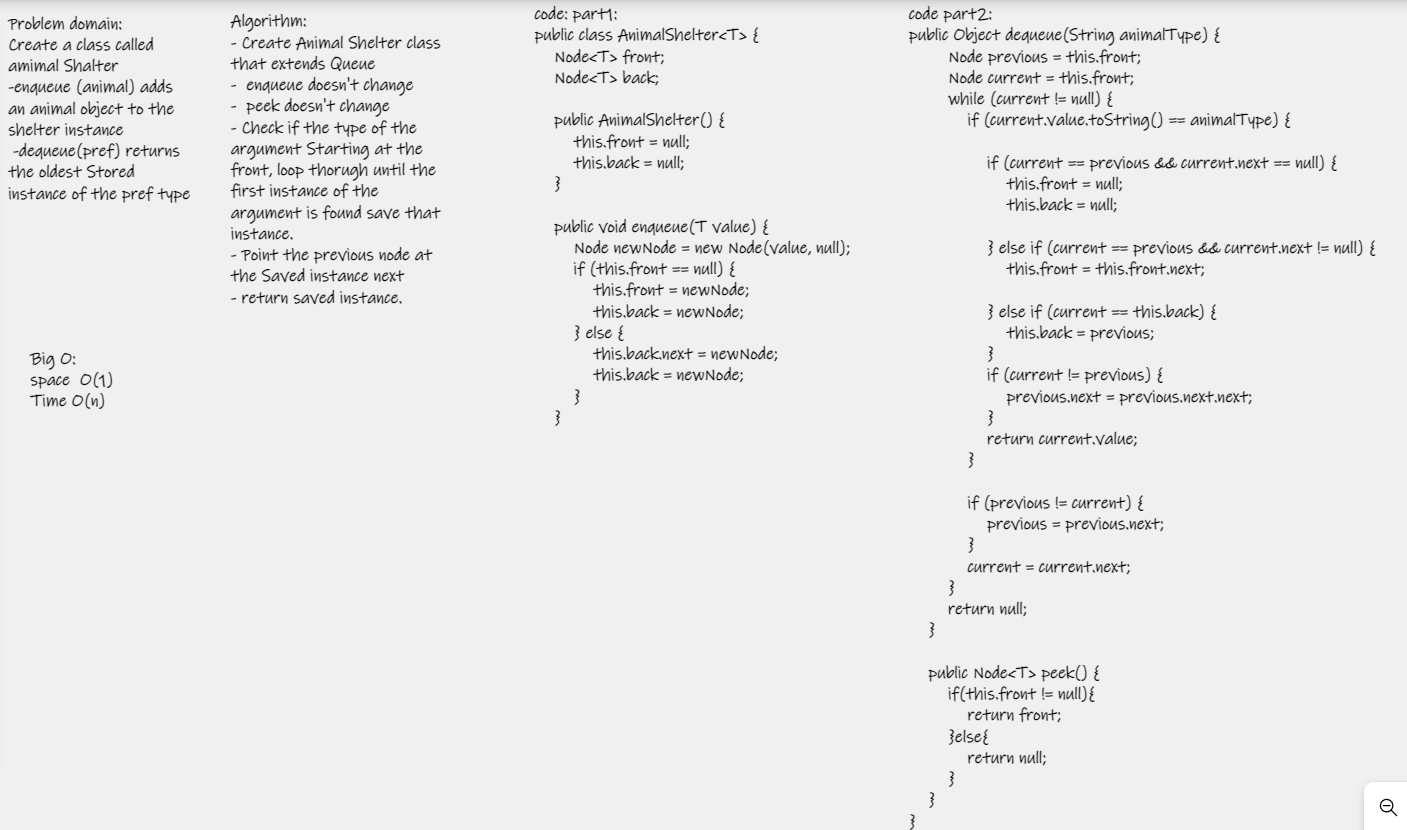 Problem domain:
Create a class called
amimal Shalter
-enqueue (animal) adds
an animal object to the
shelter instance
-dequeue(pref) returns
the oldest Stored
instance of the pref type
Big O:
space O(1)
Time O(n)
Algorithm:
- Create Animal Shelter class
that extends Queue
- enqueue doesn't change
- peek doesn't change
- Check if the type of the
argument Starting at the
front, loop thorugh until the
first instance of the
argument is found save that
instance.
- Point the previous node at
the Saved instance next
- return saved instance.
code: part1:
public class AnimalShelter<T> {
Node<T> front;
Node<T> back;
public AnimalShelter() {
this.front = null;
this.back = null;
}
public void enqueue(T value) {
Node newNode = new Node(value, null);
if (this.front == null) {
this.front = newNode;
this.back = newNode;
} else {
this.back.next = newNode;
this.back = newNode;
}
}
code part2:
public Object dequeue(String animalType) {
Node previous = this.front;
Node current = this.front;
while (current != null) {
if (current.value.toString() == animalType) {
if (current == previous && current.next == null) {
this.front = null;
this.back = null;
} else if (current == previous && current.next != null) {
this.front = this.front.next;
} else if (current == this.back) {
this.back = previous;
}
if (current != previous) {
previous.next = previous.next.next;
}
return current.value;
}
if (previous != current) {
previous = previous.next;
}
current = current.next;
}
return null;
}
public Node<T> peek() {
if(this.front != null){
return front;
}else{
return null;
}
}
}